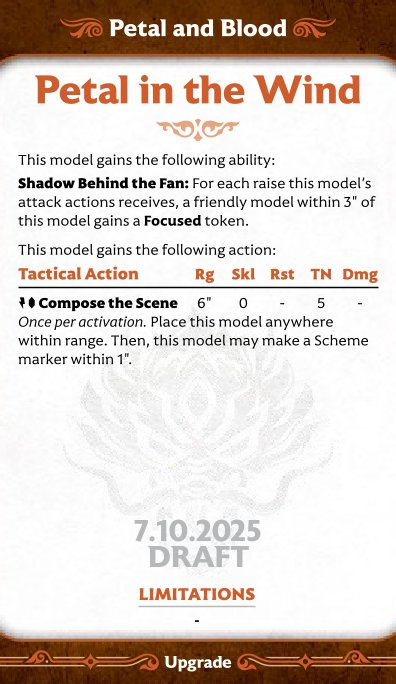 Petal and Blood
Petal in the Wind
This model gains the following ability:
Shadow Behind the Fan: For each raise this model's
attack actions receives, a friendly model within 3" of
this model gains a Focused token.
This model gains the following action:
Tactical Action Rg Skl Rst TN Dmg
Compose the Scene 6" 0 - 5 -
Once per activation. Place this model anywhere
within range. Then, this model may make a Scheme
marker within 1".
7.10.2025
DRAFT
LIMITATIONS
-
Upgrade